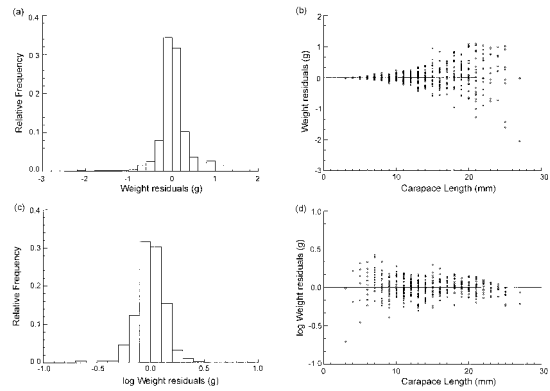 (a)
0.4
0.3
0.2
0.1
0.0
Relative Frequency
-3 -2 -1 0 1 2
Weight residuals (g)
(b)
2
1
0
-1
-2
-3
Weight residuals (g)
0 10 20 30
Carapace Length (mm)
(c)
0.4
0.3
0.2
0.1
0.0
Relative Frequency
-1.0 -0.5 0.0 0.5 1.0
log Weight residuals (g)
(d)
1.0
0.5
0.0
-0.5
-1.0
log Weight residuals (g)
0 10 20 30
Carapace Length (mm)